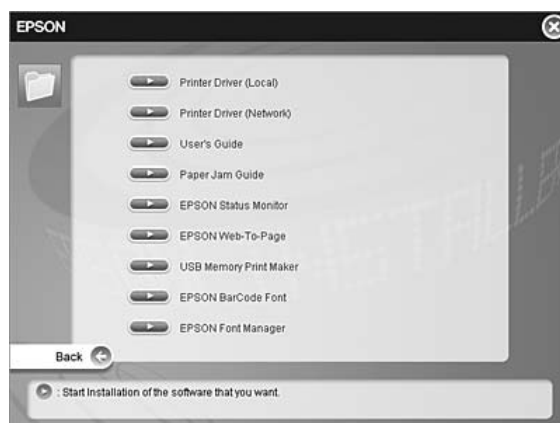 EPSON
Printer Driver (Local)
Printer Driver (Network)
User's Guide
Paper Jam Guide
EPSON Status Monitor
EPSON Web-To-Page
USB Memory Print Maker
EPSON BarCode Font
EPSON Font Manager
Back
: Start Installation of the software that you want.